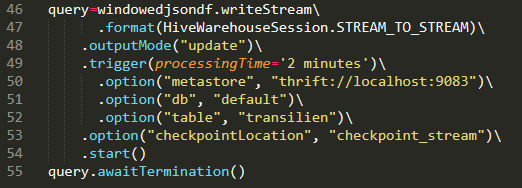 46 query=windowedjsondf.writeStream\
47 .format(HiveWarehouseSession.STREAM_TO_STREAM)\
48 .outputMode("update")\
49 .trigger(processingTime='2 minutes')\
50 .option("metastore", "thrift://localhost:9083")\
51 .option("db", "default")\
52 .option("table", "transilien")\
53 .option("checkpointLocation", "checkpoint_stream")\
54 .start()
55 query.awaitTermination()